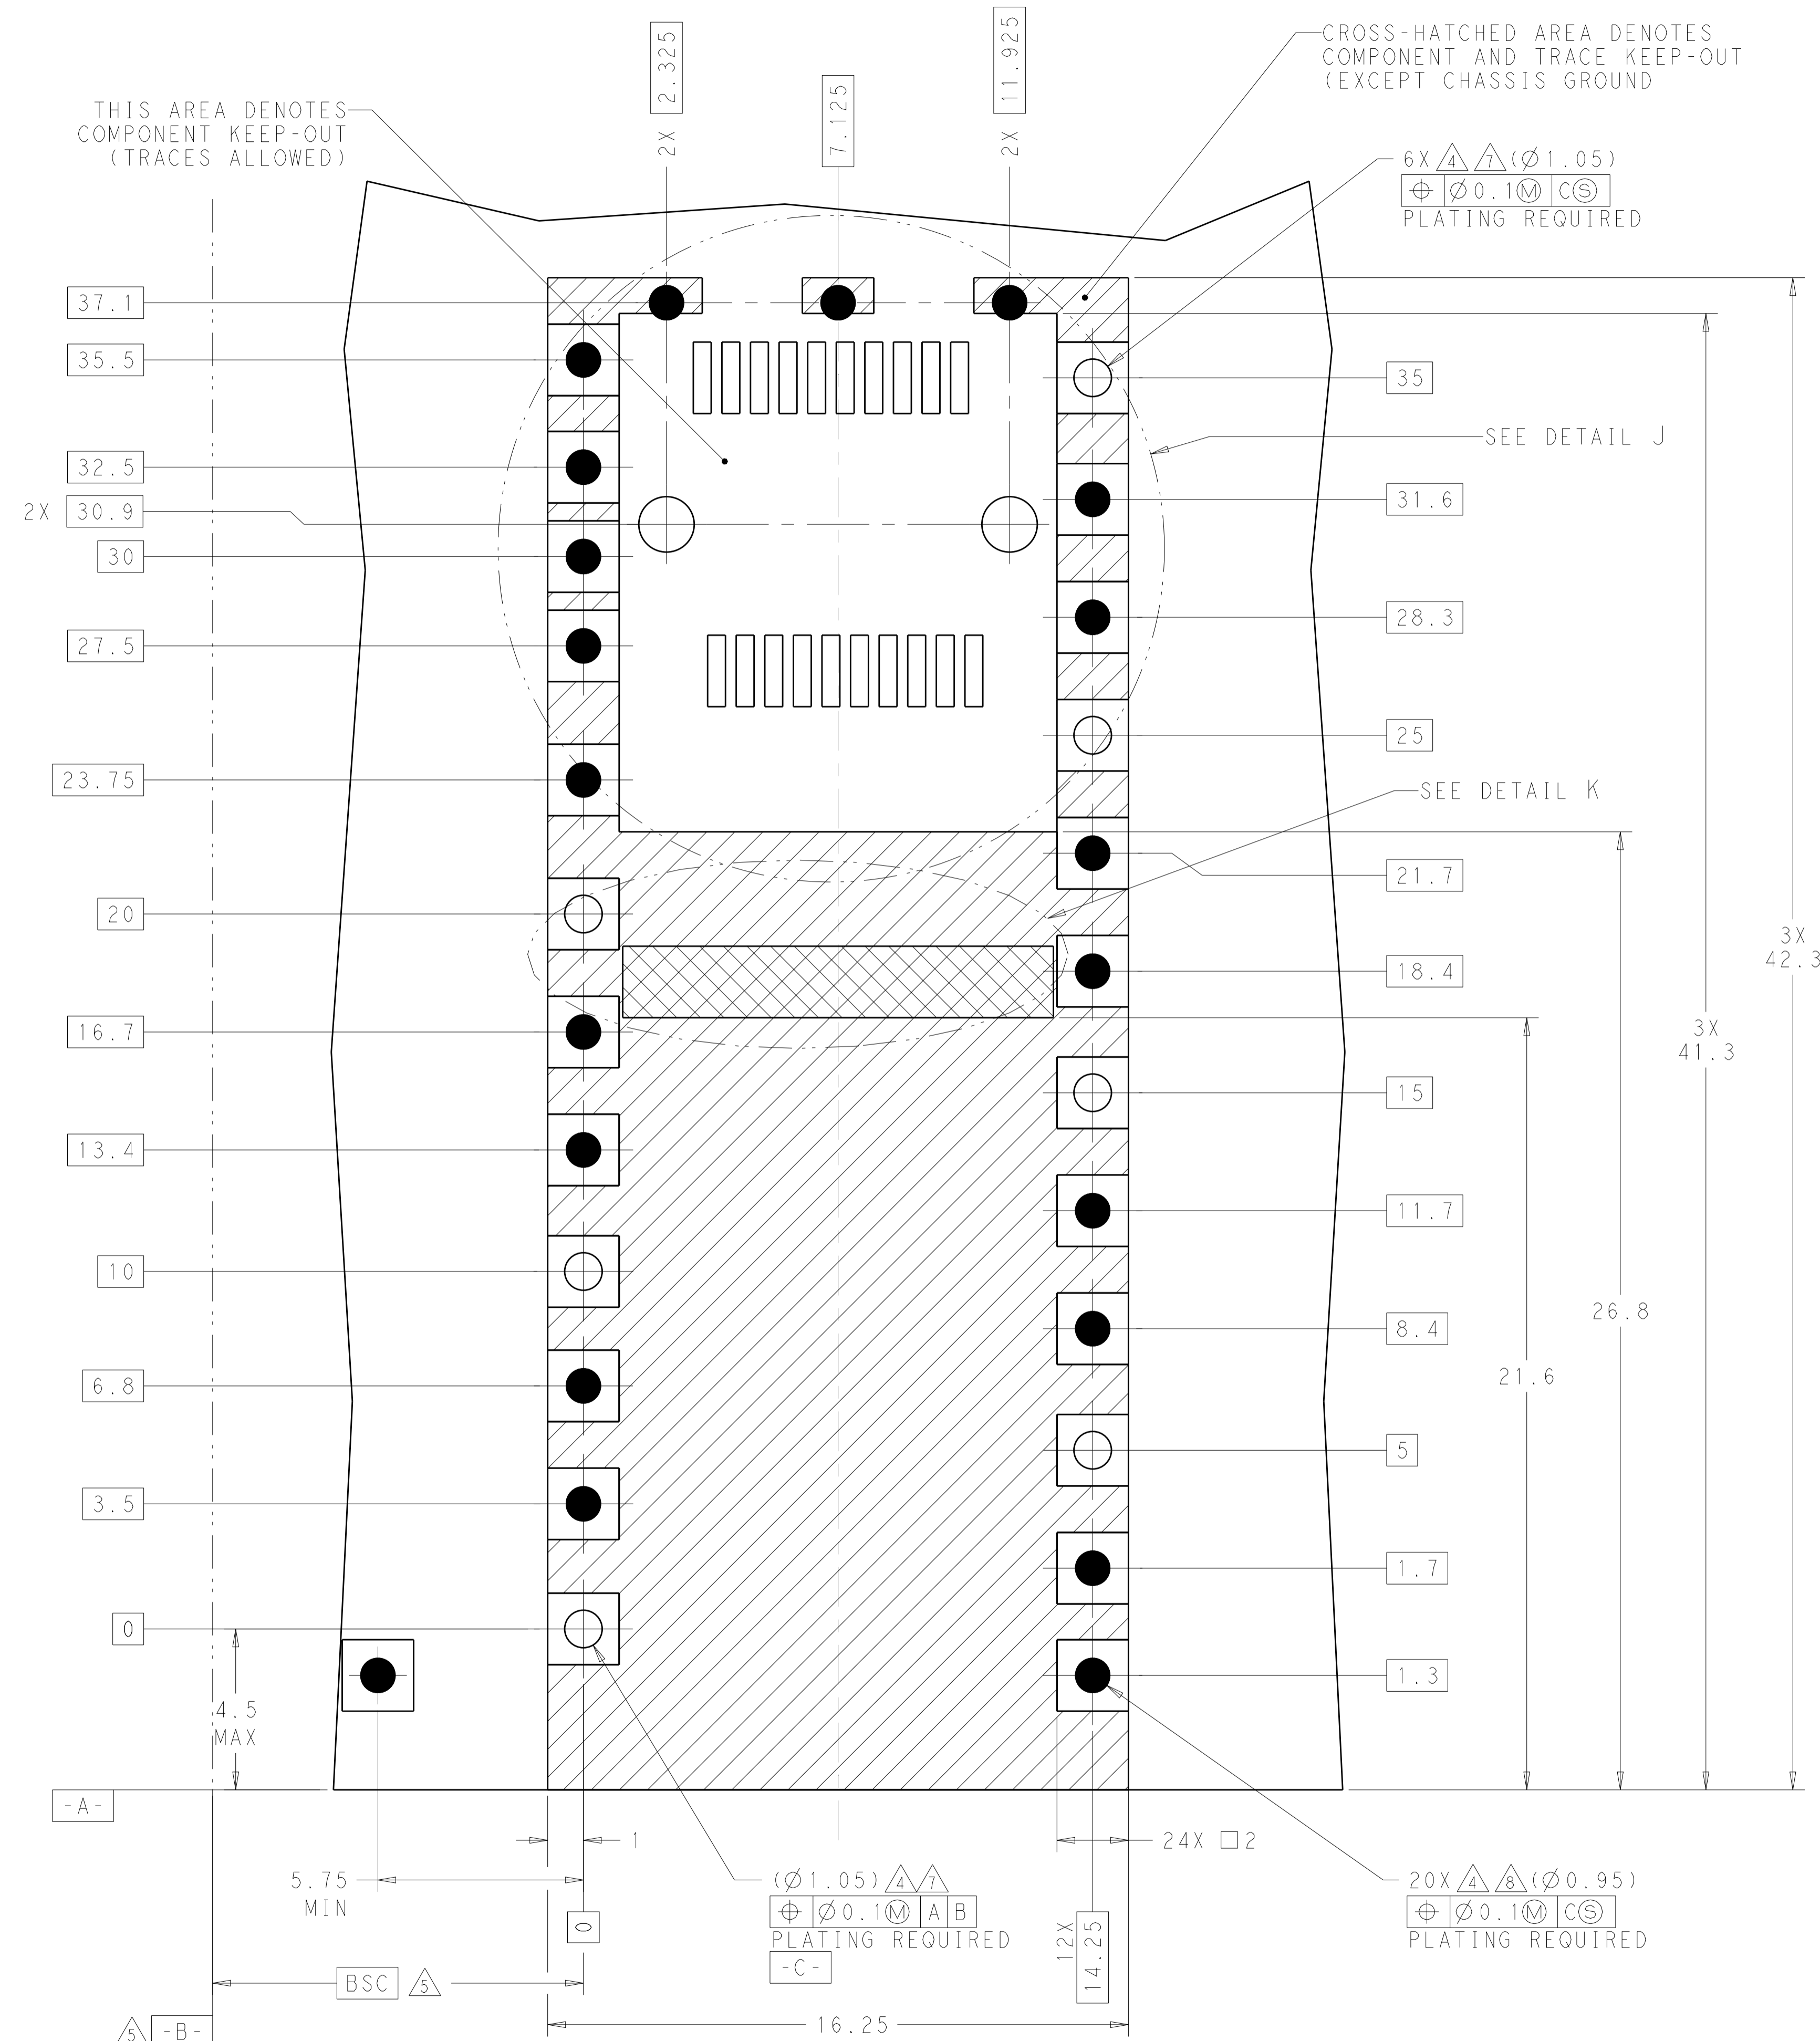 2X 2.325
7.125
2X 11.925
CROSS-HATCHED AREA DENOTES
COMPONENT AND TRACE KEEP-OUT
(EXCEPT CHASSIS GROUND
THIS AREA DENOTES
COMPONENT KEEP-OUT
(TRACES ALLOWED)
6X 4 7 (Ø1.05)
⌖ Ø0.1Ⓜ CⓈ
PLATING REQUIRED
37.1
35.5
35
SEE DETAIL J
32.5
31.6
2X 30.9
30
28.3
27.5
25
23.75
SEE DETAIL K
21.7
20
3X
42.3
18.4
16.7
3X
41.3
15
13.4
11.7
10
26.8
8.4
6.8
21.6
5
3.5
1.7
0
1.3
4.5
MAX
-A-
1
24X □2
5.75
MIN
(Ø1.05) 4 7
⌖ Ø0.1Ⓜ A B
PLATING REQUIRED
-C-
0
12X
14.25
20X 4 8 (Ø0.95)
⌖ Ø0.1Ⓜ CⓈ
PLATING REQUIRED
BSC 5
5 -B-
16.25